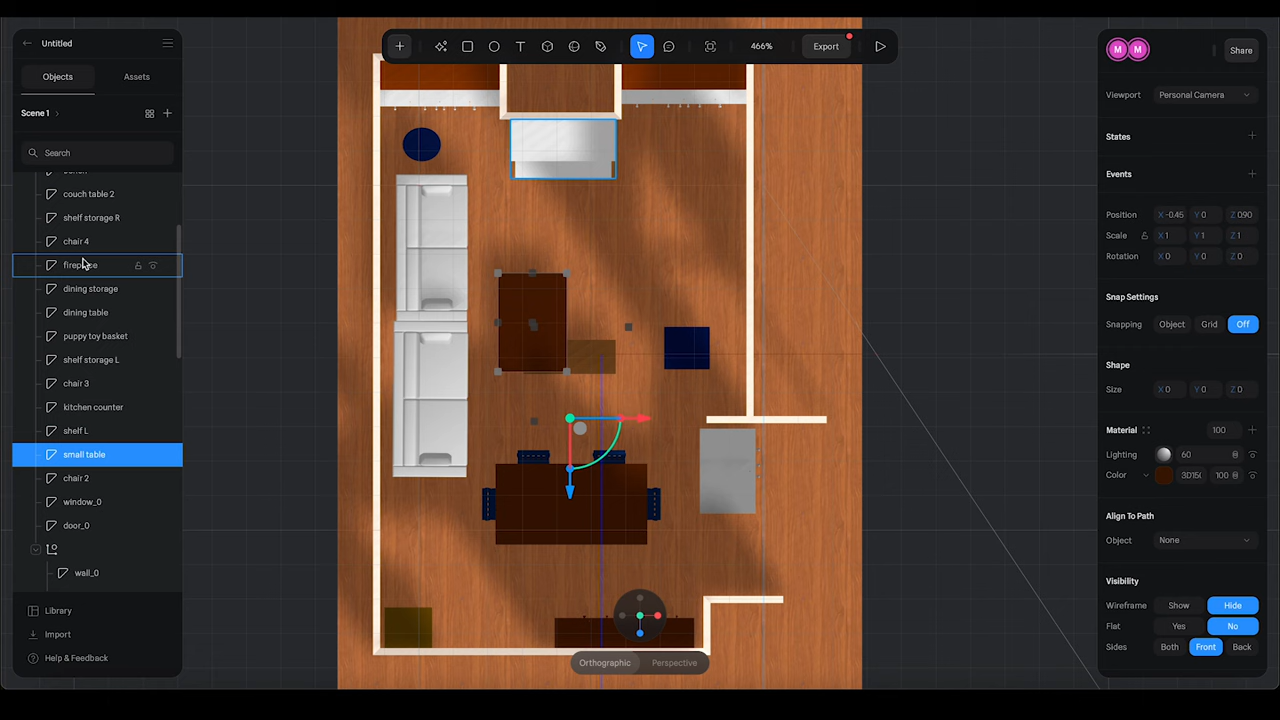 Untitled
466%
Export
M M
Share
Objects
Assets
Scene 1
Search
couch table 2
shelf storage R
chair 4
fireplace
dining storage
dining table
puppy toy basket
shelf storage L
chair 3
kitchen counter
shelf L
small table
chair 2
window_0
door_0
wall_0
Library
Import
Help & Feedback
Orthographic
Perspective
Viewport
Personal Camera
States
Events
Position X -0.45 Y 0 Z 0.90
Scale X 1 Y 1 Z 1
Rotation X 0 Y 0 Z 0
Snap Settings
Snapping Object Grid Off
Shape
Size X 0 Y 0 Z 0
Material 100
Lighting 60
Color 100
Align To Path
Object None
Visibility
Wireframe Show Hide
Flat Yes No
Sides Both Front Back